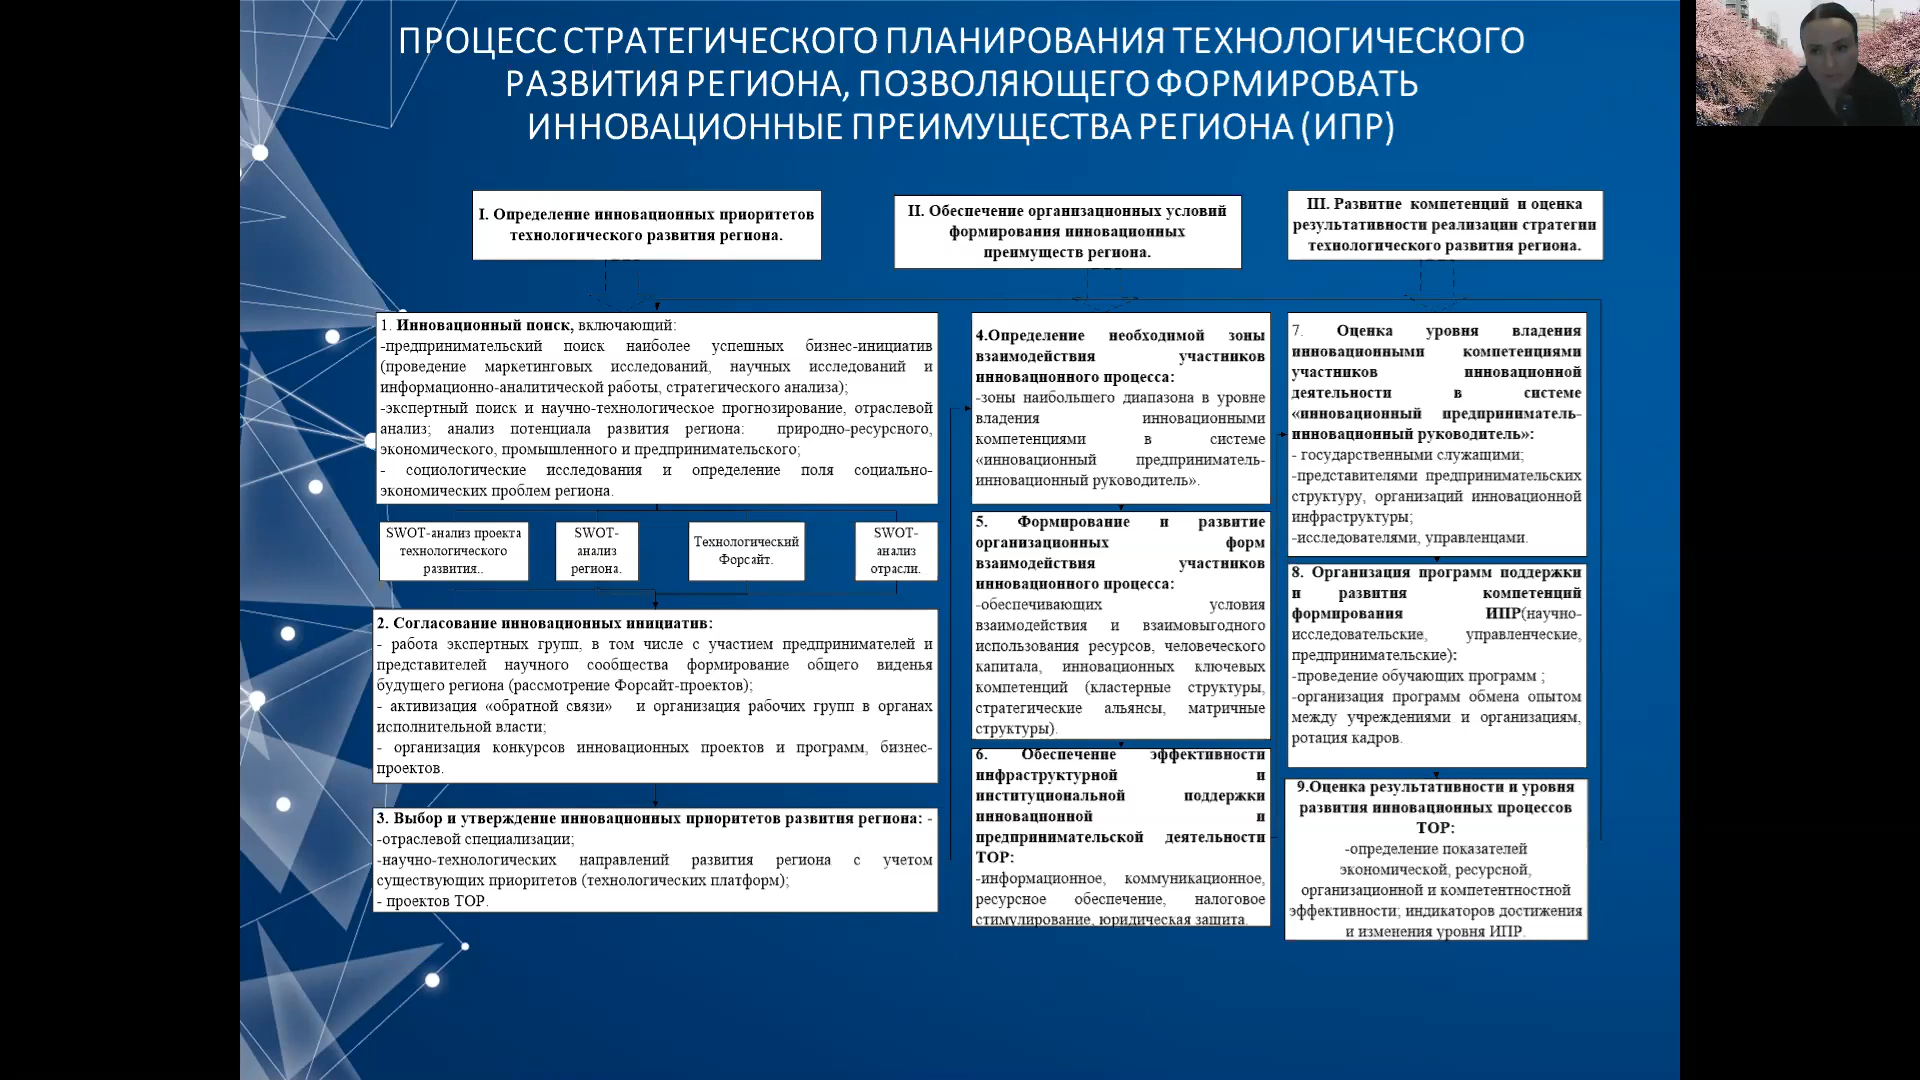 ПРОЦЕСС СТРАТЕГИЧЕСКОГО ПЛАНИРОВАНИЯ ТЕХНОЛОГИЧЕСКОГО
РАЗВИТИЯ РЕГИОНА, ПОЗВОЛЯЮЩЕГО ФОРМИРОВАТЬ
ИННОВАЦИОННЫЕ ПРЕИМУЩЕСТВА РЕГИОНА (ИПР)
I. Определение инновационных приоритетов
технологического развития региона.
II. Обеспечение организационных условий
формирования инновационных
преимуществ региона.
III. Развитие компетенций и оценка
результативности реализации стратегии
технологического развития региона.
1. Инновационный поиск, включающий:
-предпринимательский поиск наиболее успешных бизнес-инициатив
(проведение маркетинговых исследований, научных исследований и
информационно-аналитической работы, стратегического анализа);
-экспертный поиск и научно-технологическое прогнозирование, отраслевой
анализ; анализ потенциала развития региона: природно-ресурсного,
экономического, промышленного и предпринимательского;
- социологические исследования и определение поля социально-
экономических проблем региона.
SWOT-анализ проекта
технологического
развития..
SWOT-
анализ
региона.
Технологический
Форсайт.
SWOT-
анализ
отрасли.
2. Согласование инновационных инициатив:
- работа экспертных групп, в том числе с участием предпринимателей и
представителей научного сообщества формирование общего виденья
будущего региона (рассмотрение Форсайт-проектов);
- активизация «обратной связи» и организация рабочих групп в органах
исполнительной власти;
- организация конкурсов инновационных проектов и программ, бизнес-
проектов.
3. Выбор и утверждение инновационных приоритетов развития региона: -
-отраслевой специализации;
-научно-технологических направлений развития региона с учетом
существующих приоритетов (технологических платформ);
- проектов ТОР.
4.Определение необходимой зоны
взаимодействия участников
инновационного процесса:
-зоны наибольшего диапазона в уровне
владения инновационными
компетенциями в системе
«инновационный предприниматель-
инновационный руководитель».
5. Формирование и развитие
организационных форм
взаимодействия участников
инновационного процесса:
-обеспечивающих условия
взаимодействия и взаимовыгодного
использования ресурсов, человеческого
капитала, инновационных ключевых
компетенций (кластерные структуры,
стратегические альянсы, матричные
структуры).
6. Обеспечение эффективности
инфраструктурной и
институциональной поддержки
инновационной и
предпринимательской деятельности
ТОР:
-информационное, коммуникационное,
ресурсное обеспечение, налоговое
стимулирование, юридическая защита.
7. Оценка уровня владения
инновационными компетенциями
участников инновационной
деятельности в системе
«инновационный предприниматель-
инновационный руководитель»:
- государственными служащими;
-представителями предпринимательских
структуру, организаций инновационной
инфраструктуры;
-исследователями, управленцами.
8. Организация программ поддержки
и развития компетенций
формирования ИПР(научно-
исследовательские, управленческие,
предпринимательские):
-проведение обучающих программ ;
-организация программ обмена опытом
между учреждениями и организациям,
ротация кадров.
9.Оценка результативности и уровня
развития инновационных процессов
ТОР:
-определение показателей
экономической, ресурсной,
организационной и компетентностной
эффективности; индикаторов достижения
и изменения уровня ИПР.